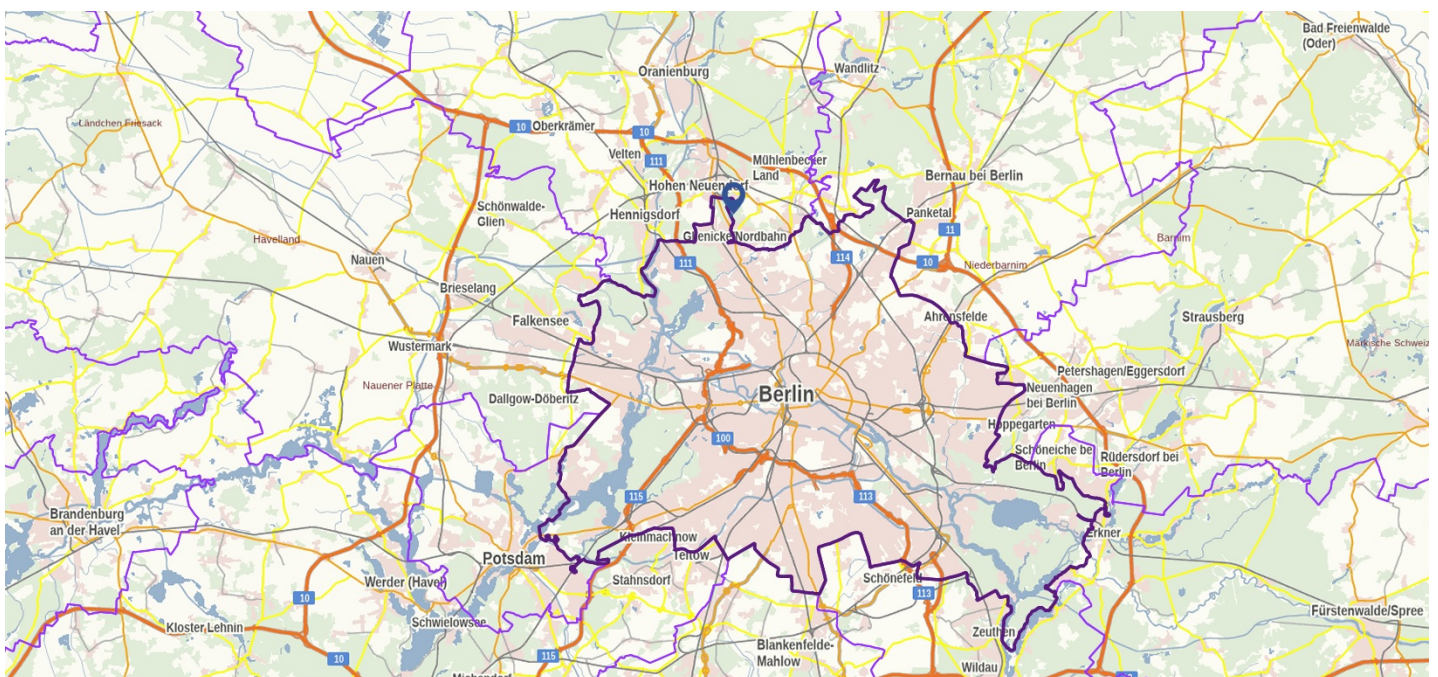 Bad Freienwalde
(Oder)
Wandlitz
Oranienburg
Ländchen Friesack
10
Oberkrämer
10
Velten
111
Mühlenbecker
Land
Bernau bei Berlin
Hohen Neuendorf
Schönwalde-
Glien
Hennigsdorf
Panketal
11
Havelland
Glienicke/Nordbahn
Barnim
Nauen
111
114
10
Niederbarnim
Brieselang
Falkensee
Ahrensfelde
Strausberg
Wustermark
Märkische Schweiz
Petershagen/Eggersdorf
Nauener Platte
Neuenhagen
bei Berlin
Dallgow-Döberitz
Berlin
Hoppegarten
100
Schöneiche be
Berlin
Rüdersdorf bei
Berlin
115
113
Brandenburg
an der Havel
Kleinmachnow
Erkner
Potsdam
Teltow
Stahnsdorf
Werder (Havel)
Schönefeld
113
10
Schwielowsee
Fürstenwalde/Spree
Kloster Lehnin
Zeuthen
Blankenfelde-
Mahlow
10
115
Wildau